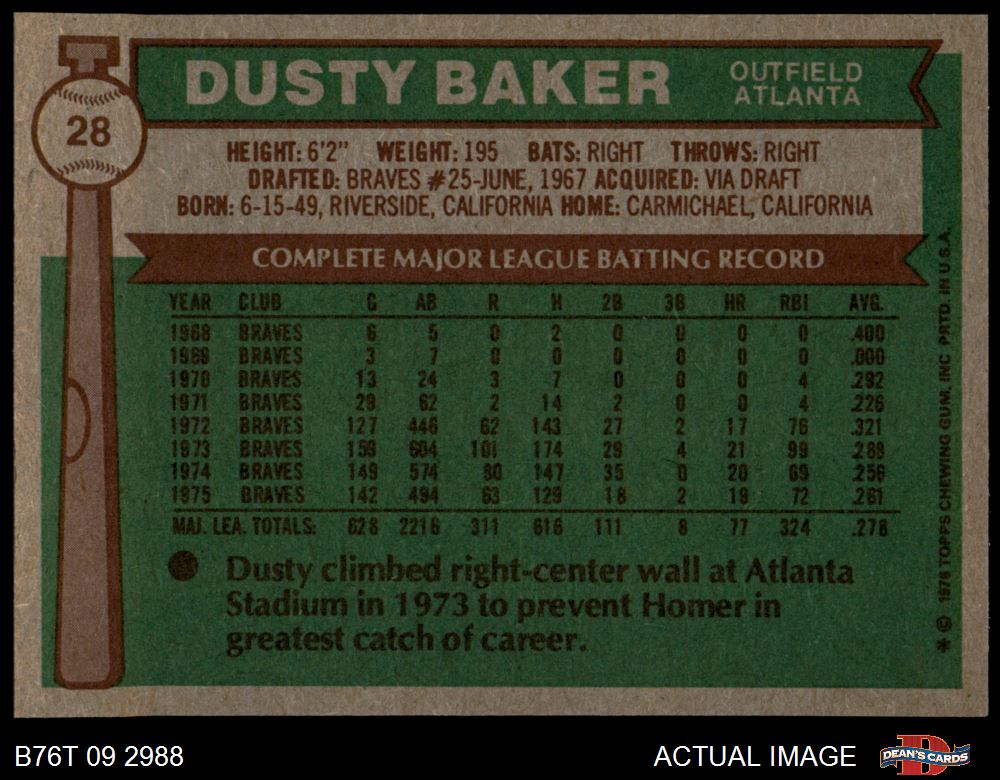 28
DUSTY BAKER
OUTFIELD
ATLANTA
HEIGHT: 6'2" WEIGHT: 195 BATS: RIGHT THROWS: RIGHT
DRAFTED: BRAVES #25-JUNE, 1967 ACQUIRED: VIA DRAFT
BORN: 6-15-49, RIVERSIDE, CALIFORNIA HOME: CARMICHAEL, CALIFORNIA
COMPLETE MAJOR LEAGUE BATTING RECORD
YEAR CLUB G AB R H 2B 3B HR RBI AVG.
1968 BRAVES 6 5 0 2 0 0 0 0 .400
1969 BRAVES 3 7 0 0 0 0 0 0 .000
1970 BRAVES 13 24 3 7 0 0 0 4 .292
1971 BRAVES 29 62 2 14 2 0 0 4 .226
1972 BRAVES 127 446 62 143 27 2 17 76 .321
1973 BRAVES 159 604 101 174 29 4 21 99 .288
1974 BRAVES 149 574 80 147 35 0 20 69 .256
1975 BRAVES 142 494 63 129 18 2 19 72 .261
MAJ. LEA. TOTALS: 628 2216 311 616 111 8 77 324 .278
● Dusty climbed right-center wall at Atlanta
Stadium in 1973 to prevent Homer in
greatest catch of career.
* © 1976 TOPPS CHEWING GUM, INC. PRTD. IN U.S.A.
B76T 09 2988
ACTUAL IMAGE
DEAN'S CARDS